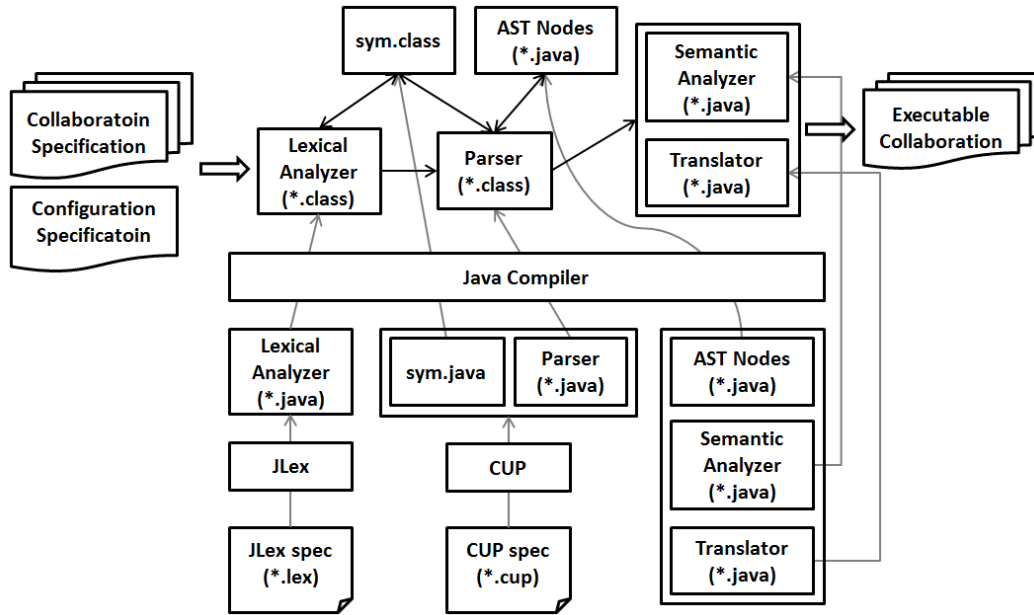 sym.class
AST Nodes
(*.java)
Collaboratoin
Specification
Configuration
Specificatoin
Lexical
Analyzer
(*.class)
Parser
(*.class)
Semantic
Analyzer
(*.java)
Translator
(*.java)
Executable
Collaboration
Java Compiler
Lexical
Analyzer
(*.java)
sym.java
Parser
(*.java)
AST Nodes
(*.java)
Semantic
Analyzer
(*.java)
Translator
(*.java)
JLex
CUP
JLex spec
(*.lex)
CUP spec
(*.cup)